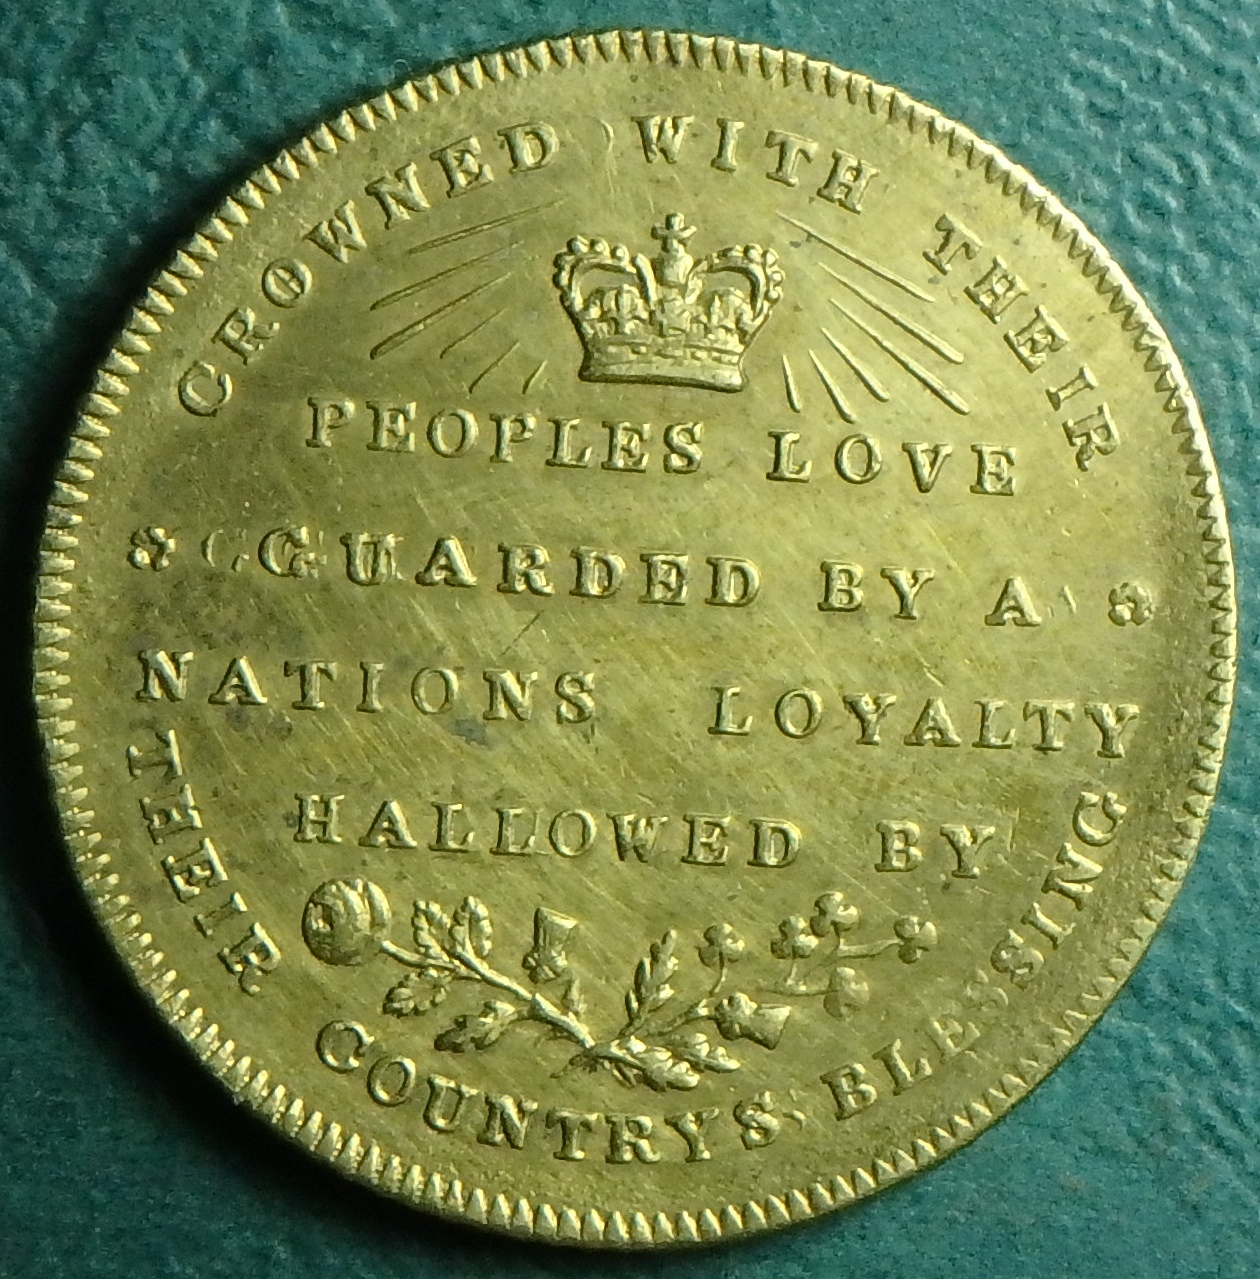 CROWNED WITH THEIR
PEOPLES LOVE
GUARDED BY A
NATIONS LOYALTY
HALLOWED BY
THEIR COUNTRYS BLESSING